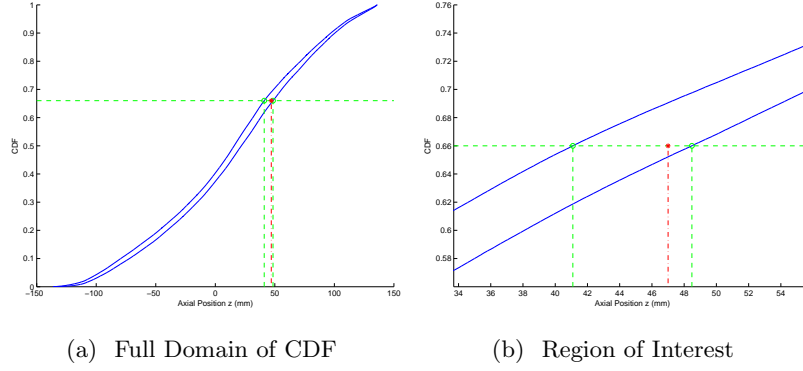 1
0.9
0.8
0.7
0.6
0.5
0.4
0.3
0.2
0.1
0
CDF
−150 −100 −50 0 50 100 150
Axial Position z (mm)
(a) Full Domain of CDF
0.76
0.74
0.72
0.7
0.68
0.66
0.64
0.62
0.6
0.58
CDF
34 36 38 40 42 44 46 48 50 52 54
Axial Position z (mm)
(b) Region of Interest